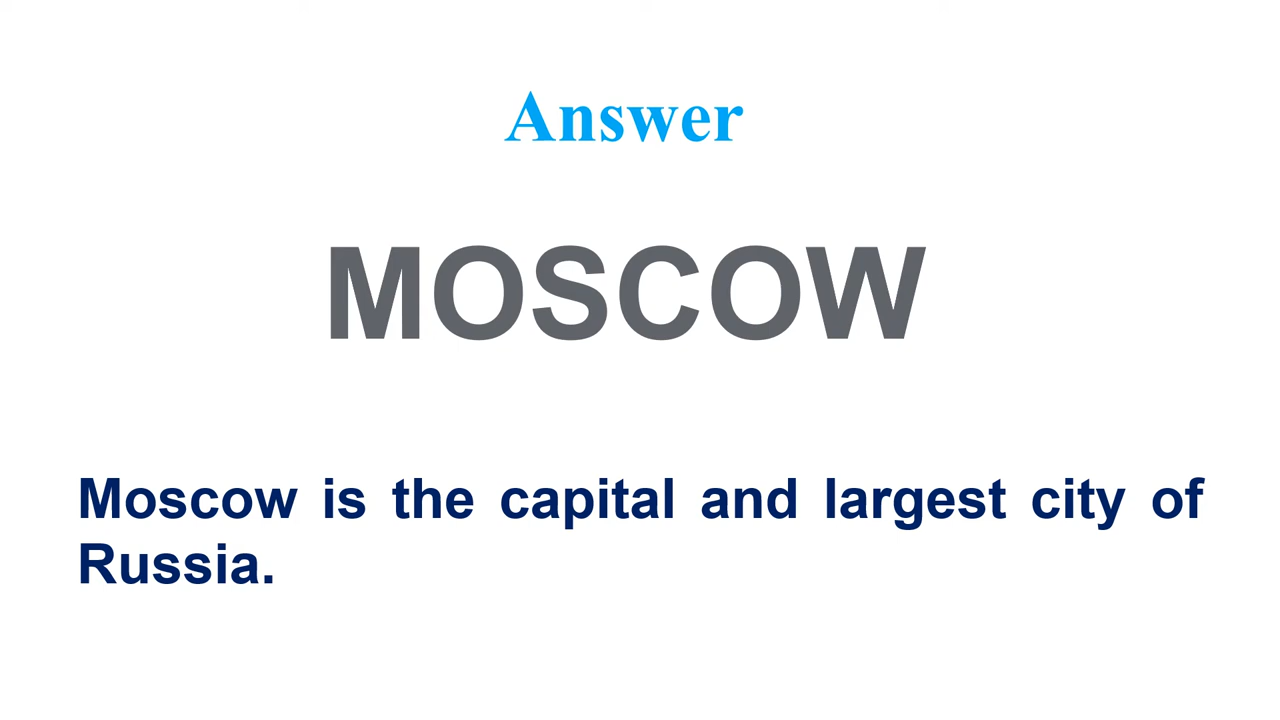 Answer
MOSCOW
Moscow is the capital and largest city of
Russia.